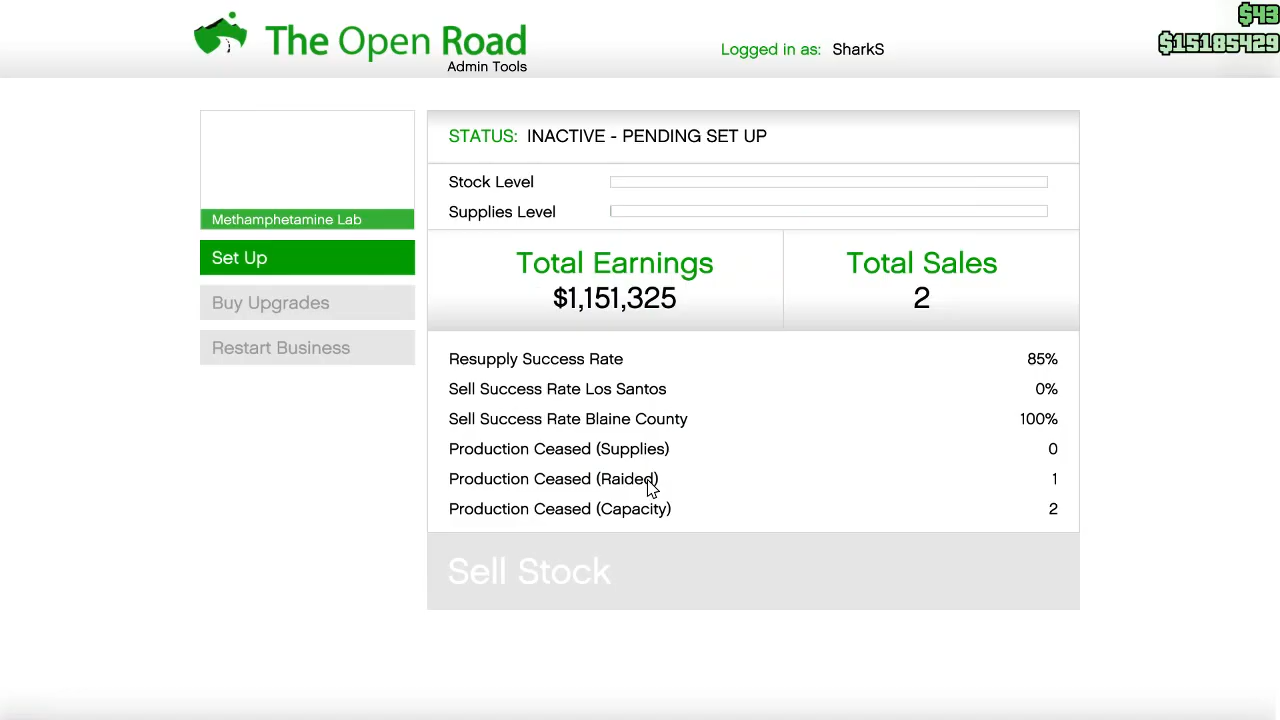 $43
$15185429
The Open Road
Admin Tools
Logged in as: SharkS
Methamphetamine Lab
Set Up
Buy Upgrades
Restart Business
STATUS: INACTIVE - PENDING SET UP
Stock Level
Supplies Level
Total Earnings
$1,151,325
Total Sales
2
Resupply Success Rate 85%
Sell Success Rate Los Santos 0%
Sell Success Rate Blaine County 100%
Production Ceased (Supplies) 0
Production Ceased (Raided) 1
Production Ceased (Capacity) 2
Sell Stock